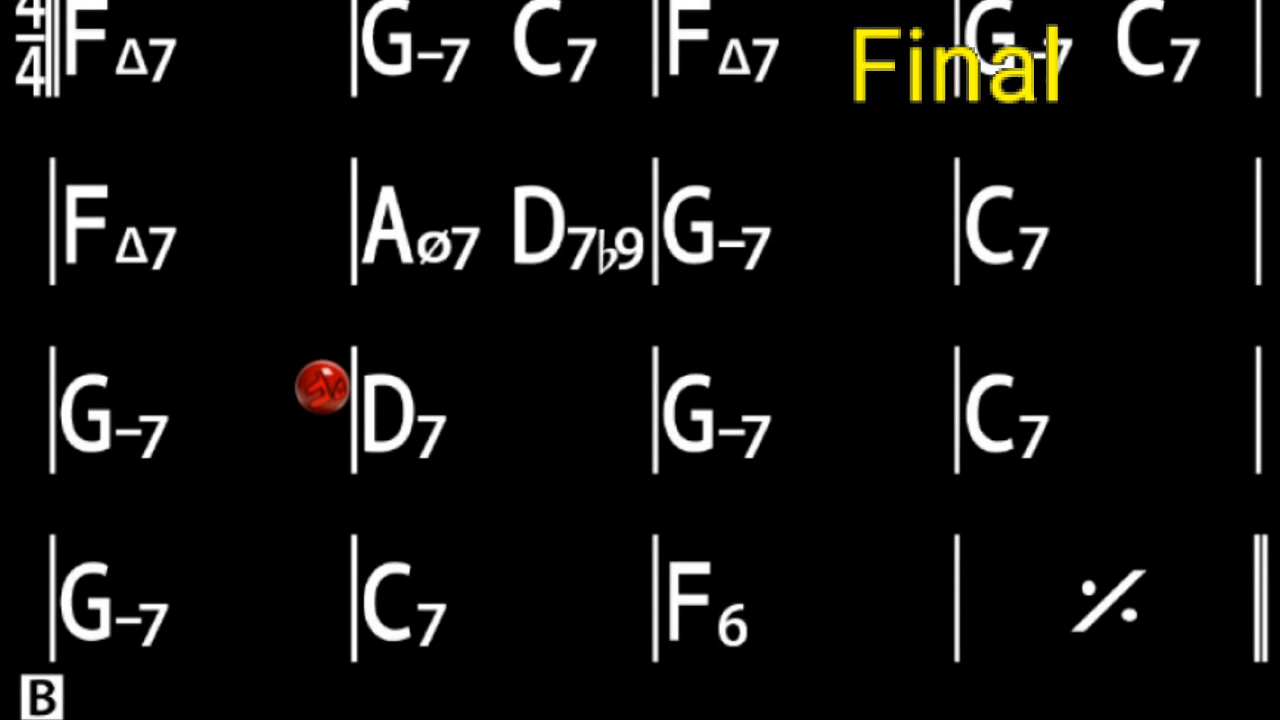 4/4 FΔ7 G–7 C7 FΔ7 Final G–7 C7
FΔ7 Aø7 D7♭9 G–7 C7
G–7 D7 G–7 C7
G–7 C7 F6 𝄎
B